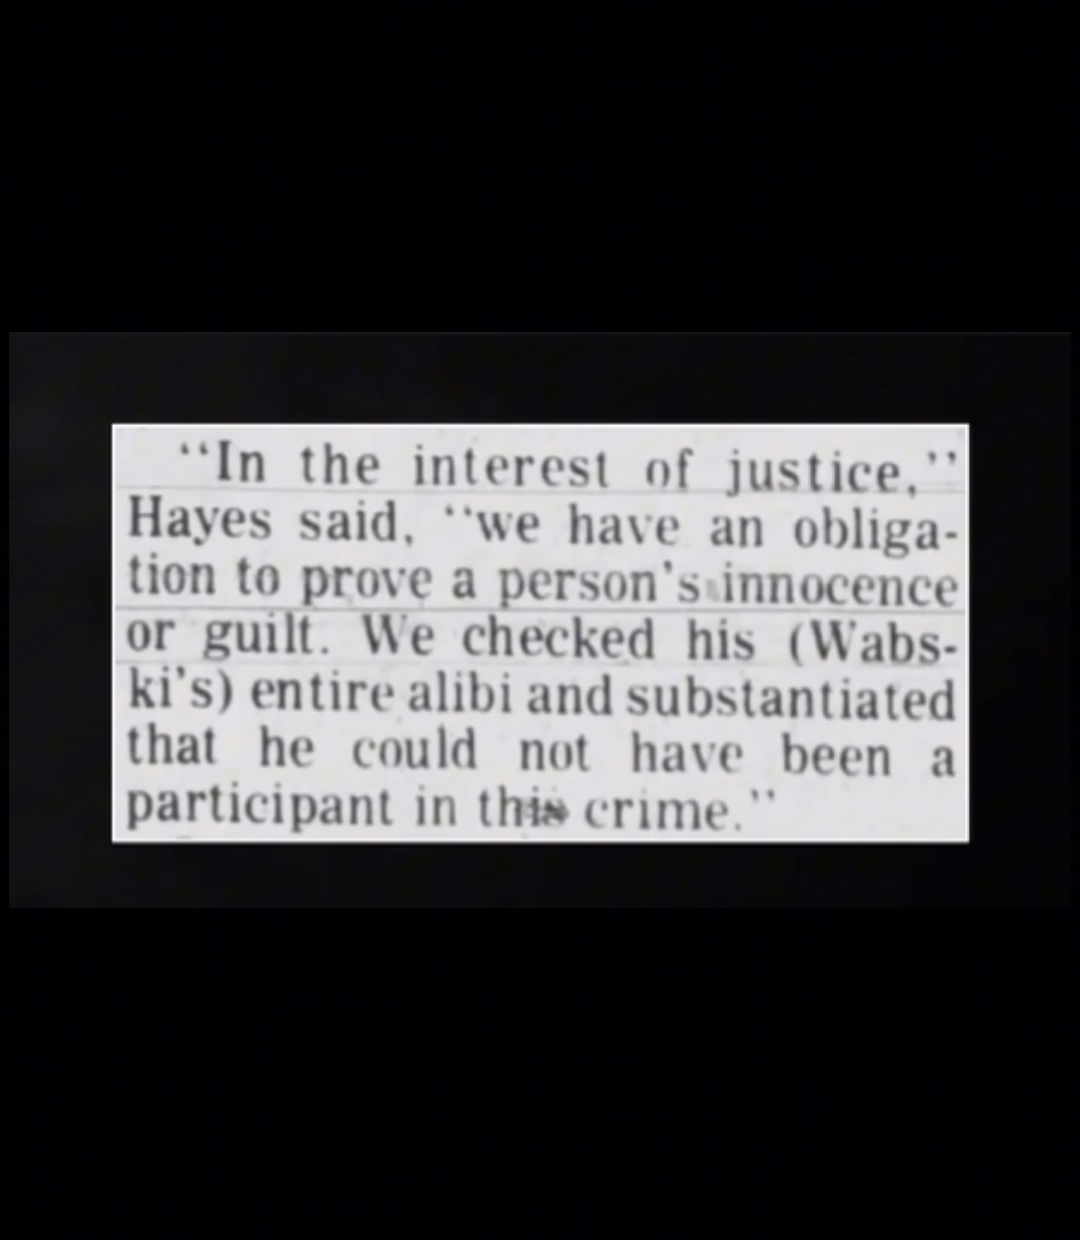 “In the interest of justice,”
Hayes said, “we have an obliga-
tion to prove a person’s innocence
or guilt. We checked his (Wabs-
ki’s) entire alibi and substantiated
that he could not have been a
participant in this crime.”